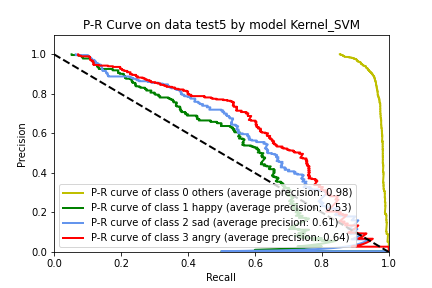 P-R Curve on data test5 by model Kernel_SVM
Precision
1.0
0.8
0.6
0.4
0.2
0.0
P-R curve of class 0 others (average precision: 0.98)
P-R curve of class 1 happy (average precision: 0.53)
P-R curve of class 2 sad (average precision: 0.61)
P-R curve of class 3 angry (average precision: 0.64)
0.0 0.2 0.4 0.6 0.8 1.0
Recall